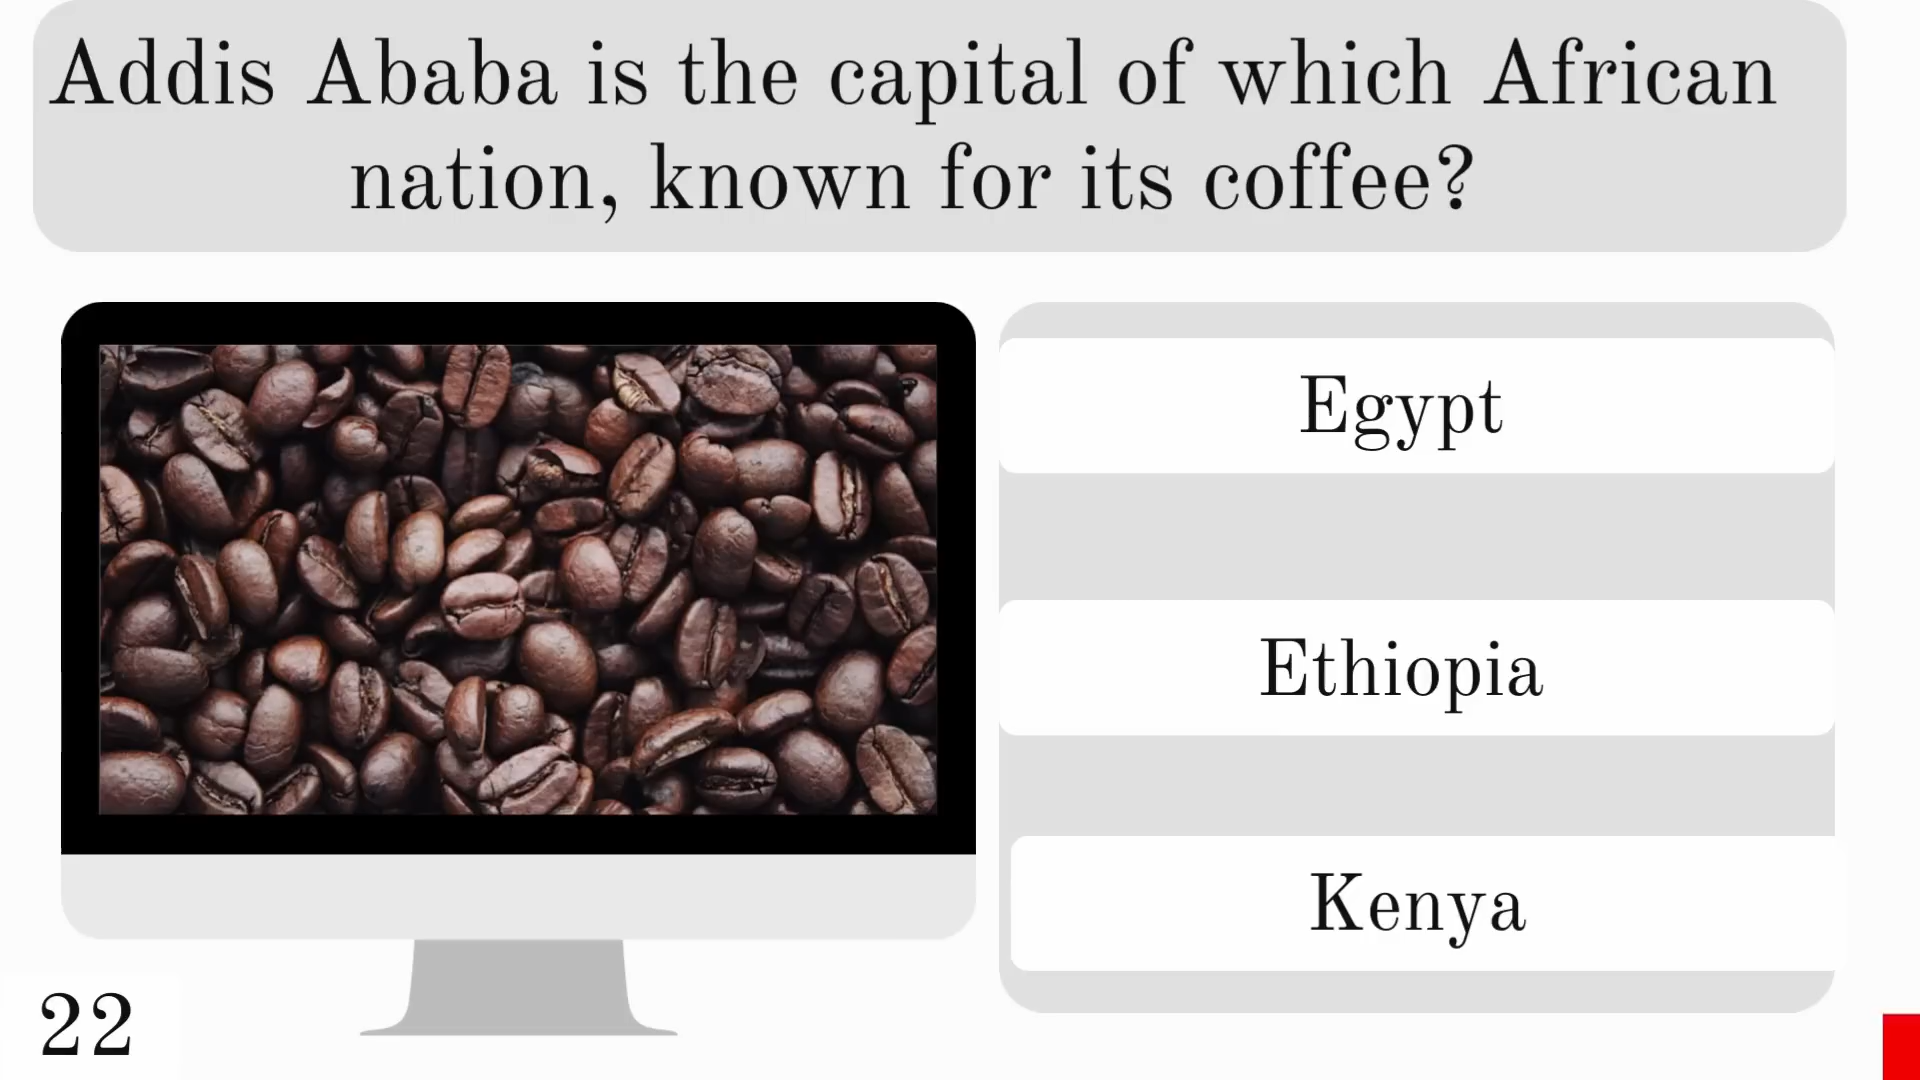 Addis Ababa is the capital of which African
nation, known for its coffee?
Egypt
Ethiopia
Kenya
22